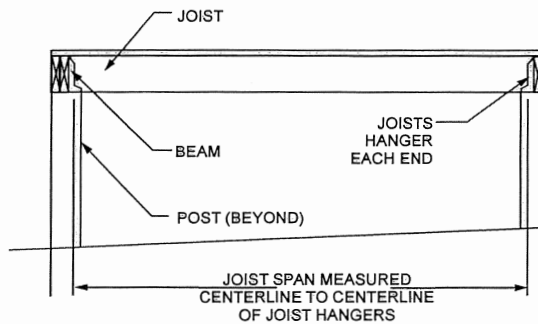 JOIST
JOISTS
HANGER
EACH END
BEAM
POST (BEYOND)
JOIST SPAN MEASURED
CENTERLINE TO CENTERLINE
OF JOIST HANGERS